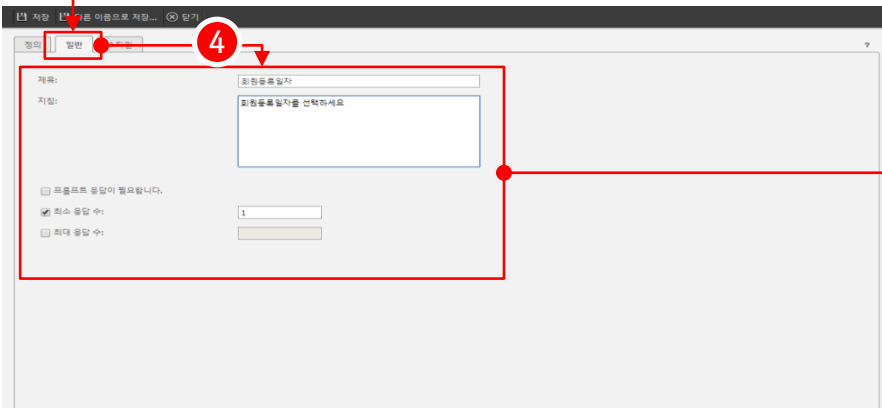 저장 다른 이름으로 저장... 닫기
정의 일반
?
4
제목: 회원등록일자
지침: 회원등록일자를 선택하세요
프롬프트 응답이 필요합니다.
최소 응답 수: 1
최대 응답 수: